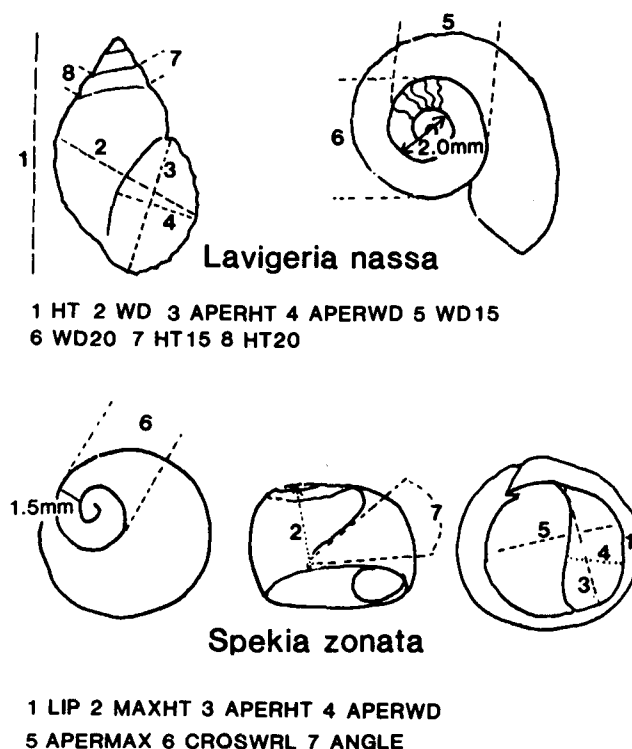 5
8
7
1
2
3
6
2.0mm
4
Lavigeria nassa
1 HT 2 WD 3 APERHT 4 APERWD 5 WD15
6 WD20 7 HT15 8 HT20
6
1.5mm
2
7
5
1
4
3
Spekia zonata
1 LIP 2 MAXHT 3 APERHT 4 APERWD
5 APERMAX 6 CROSWRL 7 ANGLE